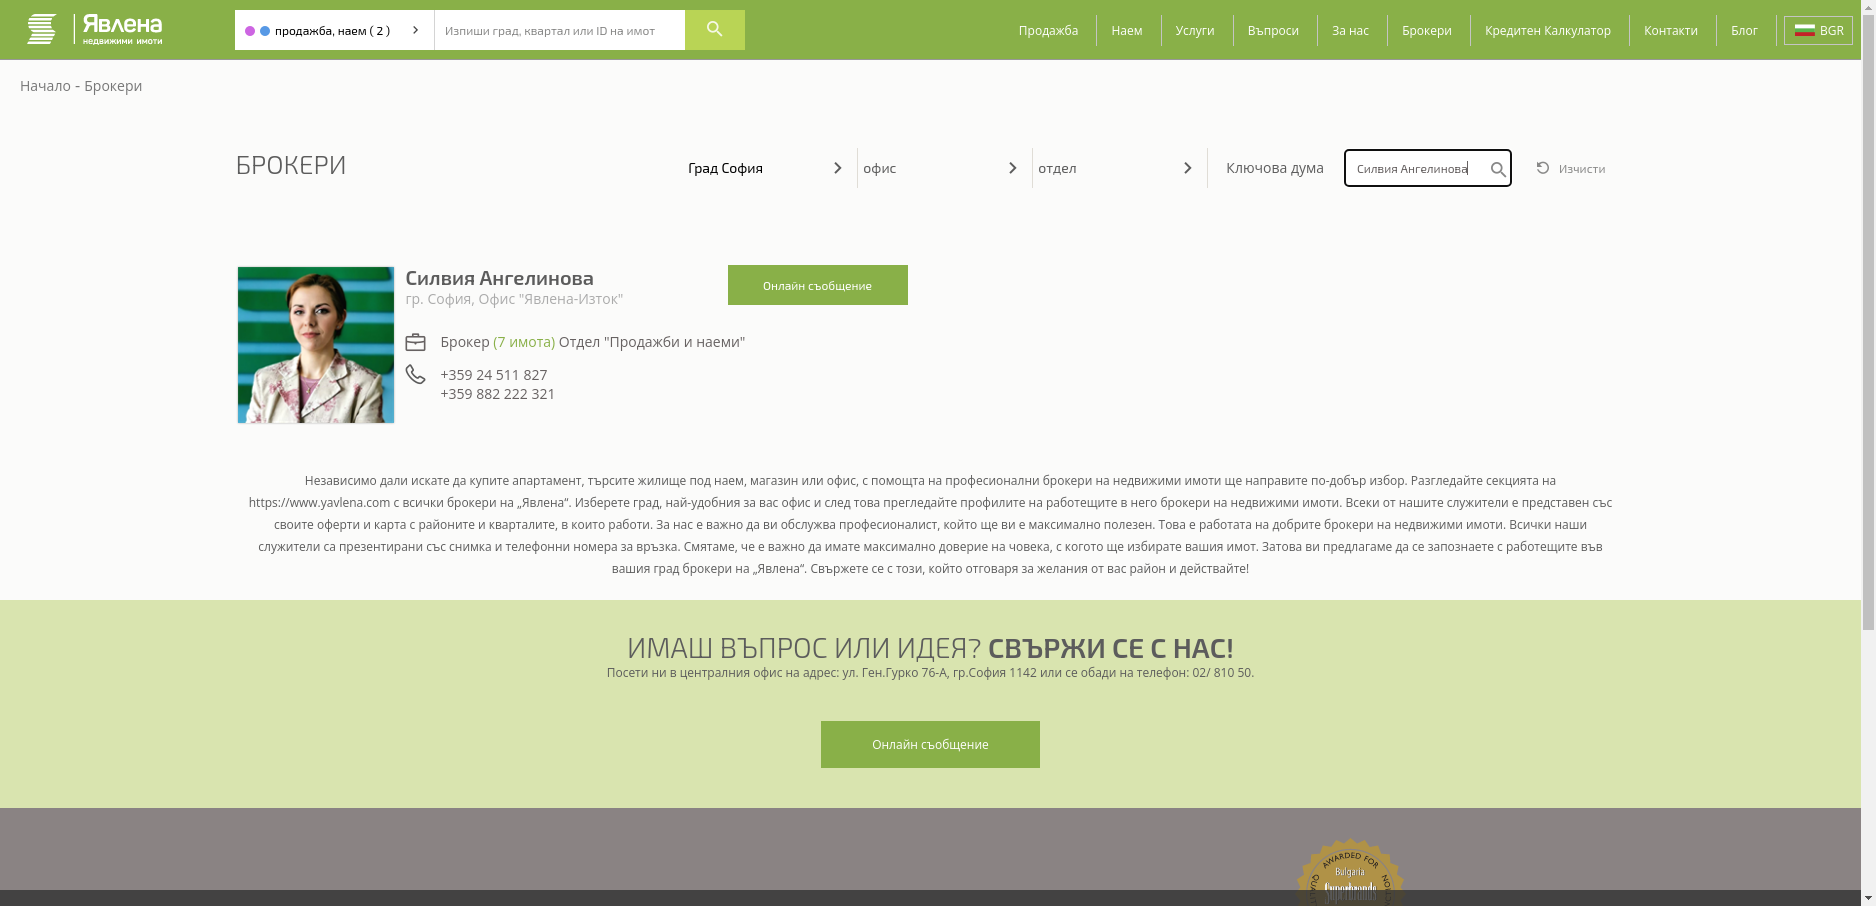 Явлена
недвижими имоти
продажба, наем ( 2 )
Изпиши град, квартал или ID на имот
Продажба
Наем
Услуги
Въпроси
За нас
Брокери
Кредитен Калкулатор
Контакти
Блог
BGR
Начало - Брокери
БРОКЕРИ
Град София
офис
отдел
Ключова дума
Силвия Ангелинова
Изчисти
Силвия Ангелинова
гр. София, Офис "Явлена-Изток"
Онлайн съобщение
Брокер (7 имота) Отдел "Продажби и наеми"
+359 24 511 827
+359 882 222 321
Независимо дали искате да купите апартамент, търсите жилище под наем, магазин или офис, с помощта на професионални брокери на недвижими имоти ще направите по-добър избор. Разгледайте секцията на
https://www.yavlena.com с всички брокери на „Явлена“. Изберете град, най-удобния за вас офис и след това прегледайте профилите на работещите в него брокери на недвижими имоти. Всеки от нашите служители е представен със
своите оферти и карта с районите и кварталите, в които работи. За нас е важно да ви обслужва професионалист, който ще ви е максимално полезен. Това е работата на добрите брокери на недвижими имоти. Всички наши
служители са презентирани със снимка и телефонни номера за връзка. Смятаме, че е важно да имате максимално доверие на човека, с когото ще избирате вашия имот. Затова ви предлагаме да се запознаете с работещите във
вашия град брокери на „Явлена“. Свържете се с този, който отговаря за желания от вас район и действайте!
ИМАШ ВЪПРОС ИЛИ ИДЕЯ? СВЪРЖИ СЕ С НАС!
Посети ни в централния офис на адрес: ул. Ген.Гурко 76-А, гр.София 1142 или се обади на телефон: 02/ 810 50.
Онлайн съобщение
AWARDED FOR
Bulgaria
Superbrands